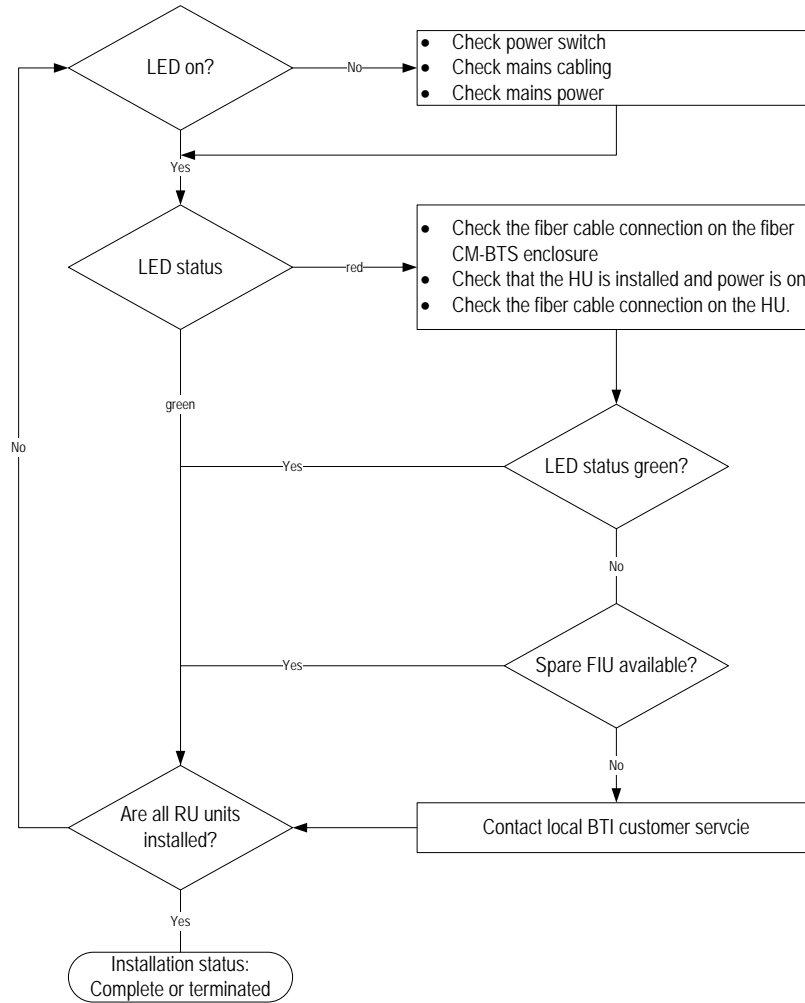 LED on?
No
• Check power switch
• Check mains cabling
• Check mains power
Yes
LED status
red
• Check the fiber cable connection on the fiber
CM-BTS enclosure
• Check that the HU is installed and power is on
• Check the fiber cable connection on the HU.
green
No
Yes
LED status green?
No
Yes
Spare FIU available?
No
Are all RU units
installed?
Contact local BTI customer servcie
Yes
Installation status:
Complete or terminated